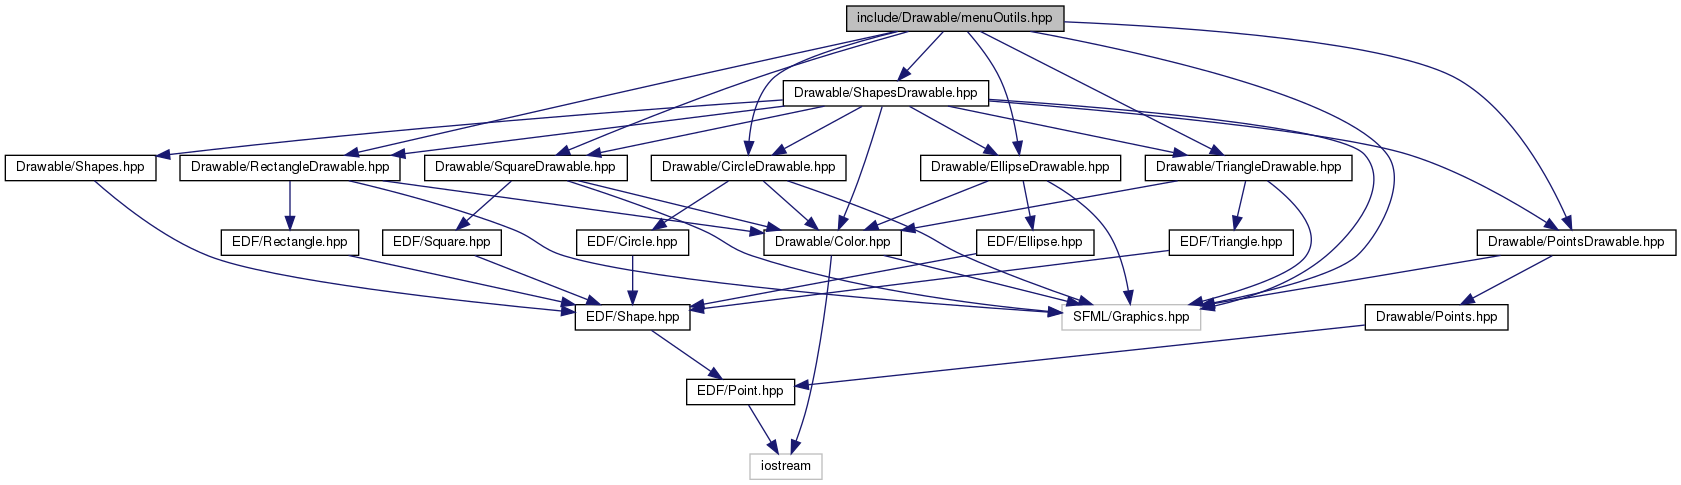 include/Drawable/menuOutils.hpp
Drawable/ShapesDrawable.hpp
Drawable/Shapes.hpp
Drawable/RectangleDrawable.hpp
Drawable/SquareDrawable.hpp
Drawable/CircleDrawable.hpp
Drawable/EllipseDrawable.hpp
Drawable/TriangleDrawable.hpp
EDF/Rectangle.hpp
EDF/Square.hpp
EDF/Circle.hpp
Drawable/Color.hpp
EDF/Ellipse.hpp
EDF/Triangle.hpp
Drawable/PointsDrawable.hpp
EDF/Shape.hpp
SFML/Graphics.hpp
Drawable/Points.hpp
EDF/Point.hpp
iostream